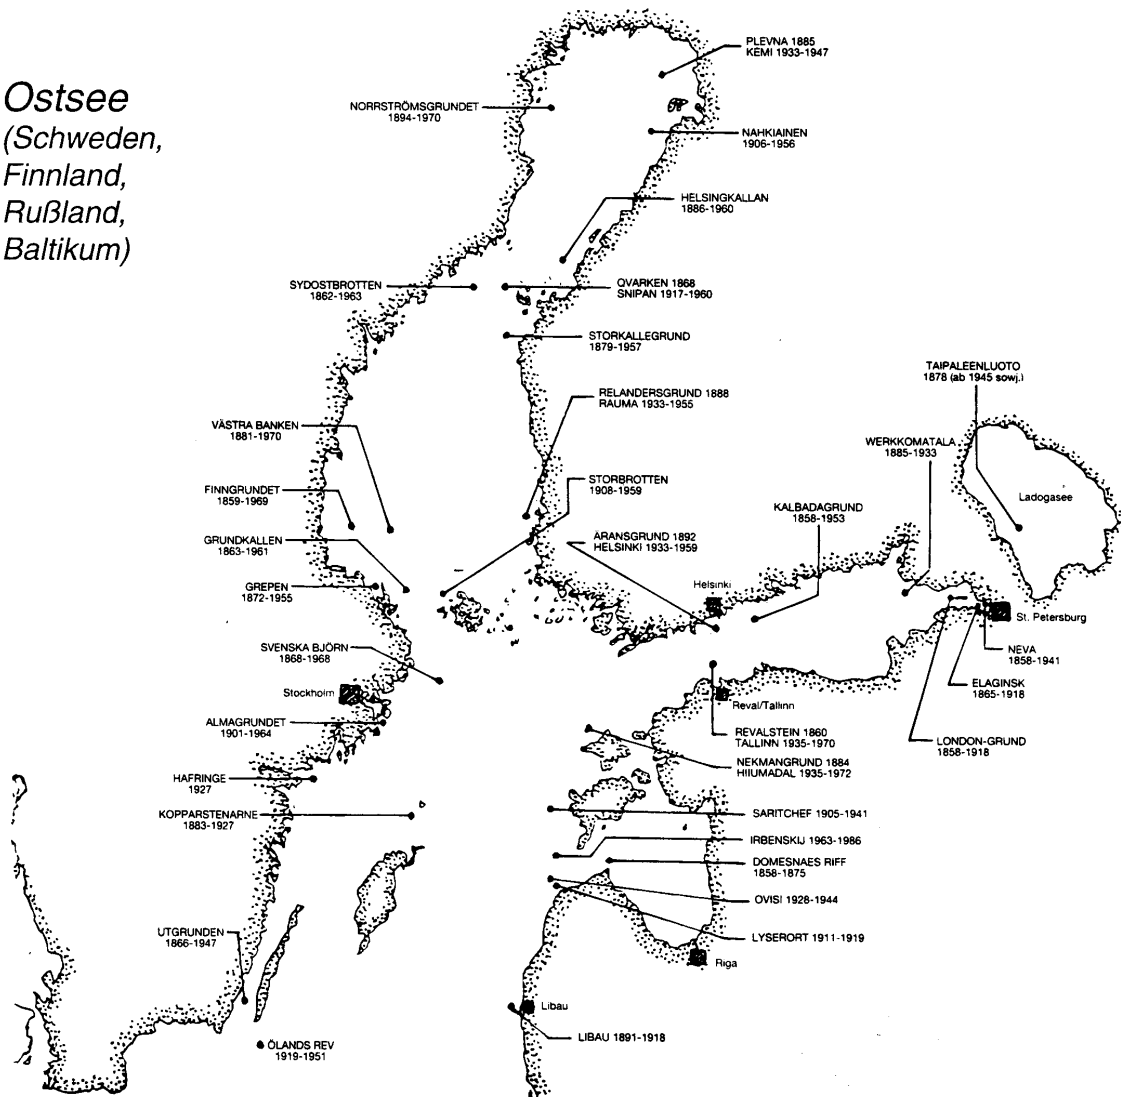 Ostsee
(Schweden,
Finnland,
Rußland,
Baltikum)
PLEVNA 1885
KEMI 1933-1947
NORRSTRÖMSGRUNDET
1894-1970
NAHKIAINEN
1906-1956
HELSINGKALLAN
1886-1960
SYDOSTBROTTEN
1862-1963
QVARKEN 1868
SNIPAN 1917-1960
STORKALLEGRUND
1879-1957
TAIPALEENLUOTO
1878 (ab 1945 sowj.)
RELANDERSGRUND 1888
RAUMA 1933-1955
VÄSTRA BANKEN
1881-1970
WERKKOMATALA
1885-1933
STORBROTTEN
1908-1959
FINNGRUNDET
1859-1969
Ladogasee
KALBADAGRUND
1858-1953
GRUNDKALLEN
1863-1961
ÄRANSGRUND 1892
HELSINKI 1933-1959
GREPEN
1872-1955
Helsinki
St. Petersburg
SVENSKA BJÖRN
1868-1968
NEVA
1858-1941
Stockholm
ELAGINSK
1865-1918
Reval/Tallinn
ALMAGRUNDET
1901-1964
REVALSTEIN 1860
TALLINN 1935-1970
LONDON-GRUND
1858-1918
NEKMANGRUND 1884
HIIUMADAL 1935-1972
HAFRINGE
1927
KOPPARSTENARNE
1883-1927
SARITCHEF 1905-1941
IRBENSKIJ 1963-1986
DOMESNAES RIFF
1858-1875
OVISI 1928-1944
UTGRUNDEN
1866-1947
LYSERORT 1911-1919
Riga
Libau
LIBAU 1891-1918
ÖLANDS REV
1919-1951